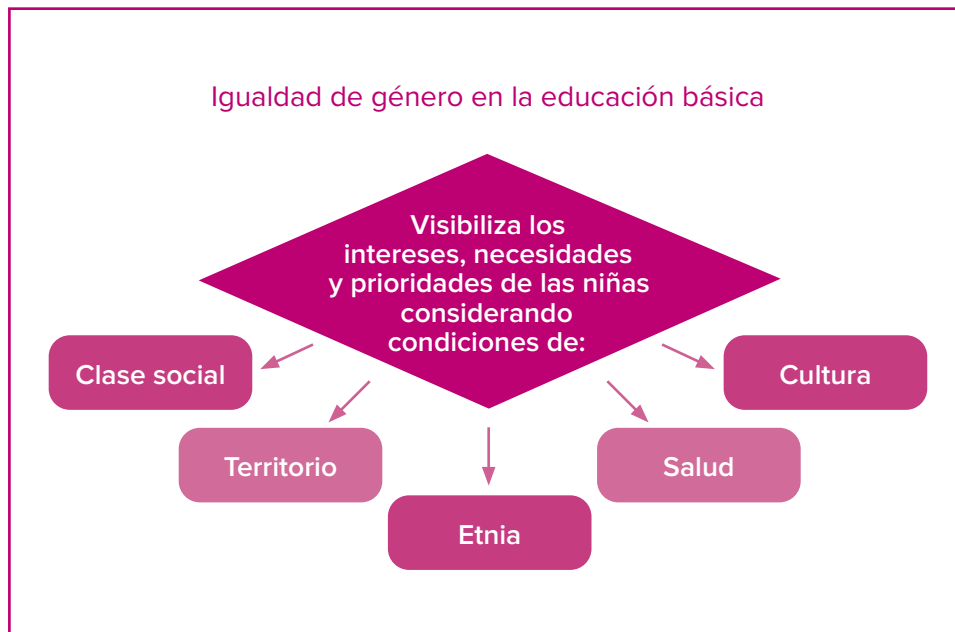 Igualdad de género en la educación básica
Visibiliza los
intereses, necesidades
y prioridades de las niñas
considerando
condiciones de:
Clase social
Territorio
Etnia
Salud
Cultura